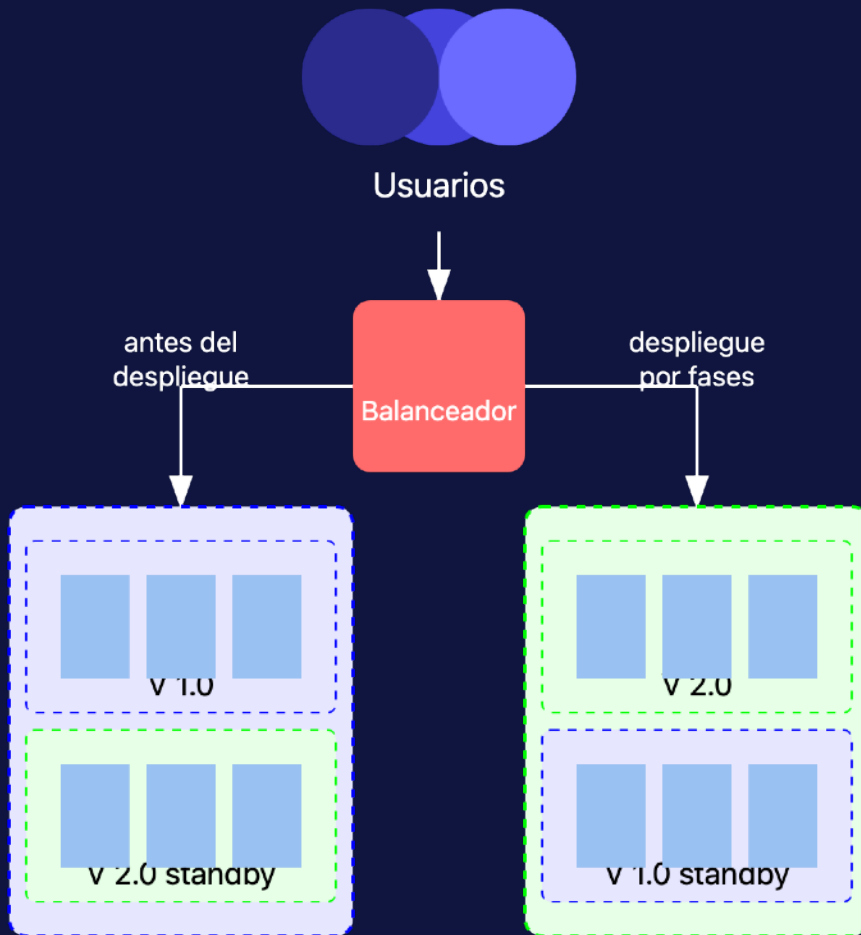 Usuarios
antes del
despliegue
despliegue
por fases
Balanceador
V 1.0
V 2.0
V 2.0 standby
V 1.0 standby